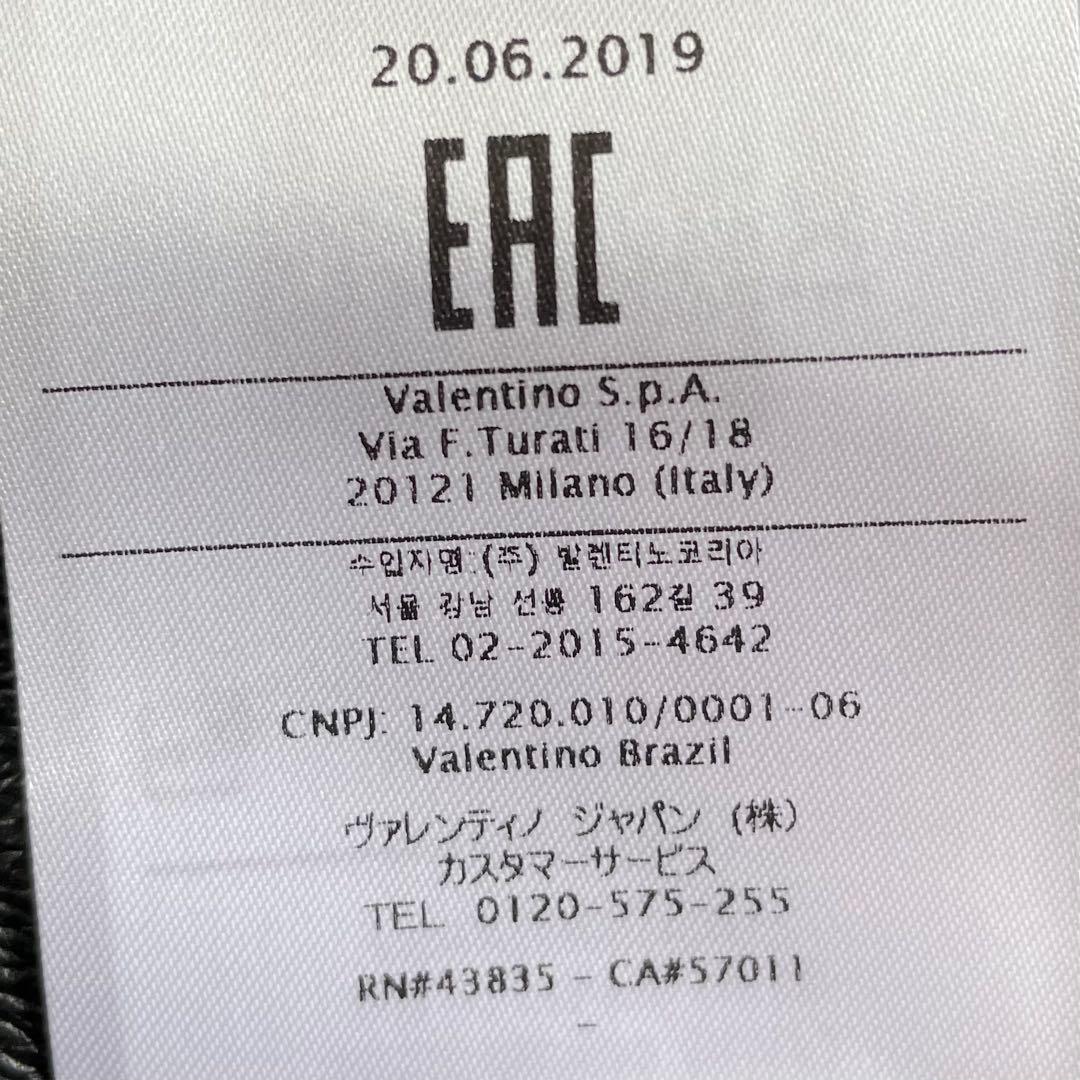 20.06.2019
EAC
Valentino S.p.A.
Via F.Turati 16/18
20121 Milano (Italy)
수입자명:(주) 발렌티노코리아
서울 강남 선릉 162길 39
TEL 02-2015-4642
CNPJ: 14.720.010/0001-06
Valentino Brazil
ヴァレンティノ ジャパン (株)
カスタマーサービス
TEL 0120-575-255
RN#43835 - CA#57011
-